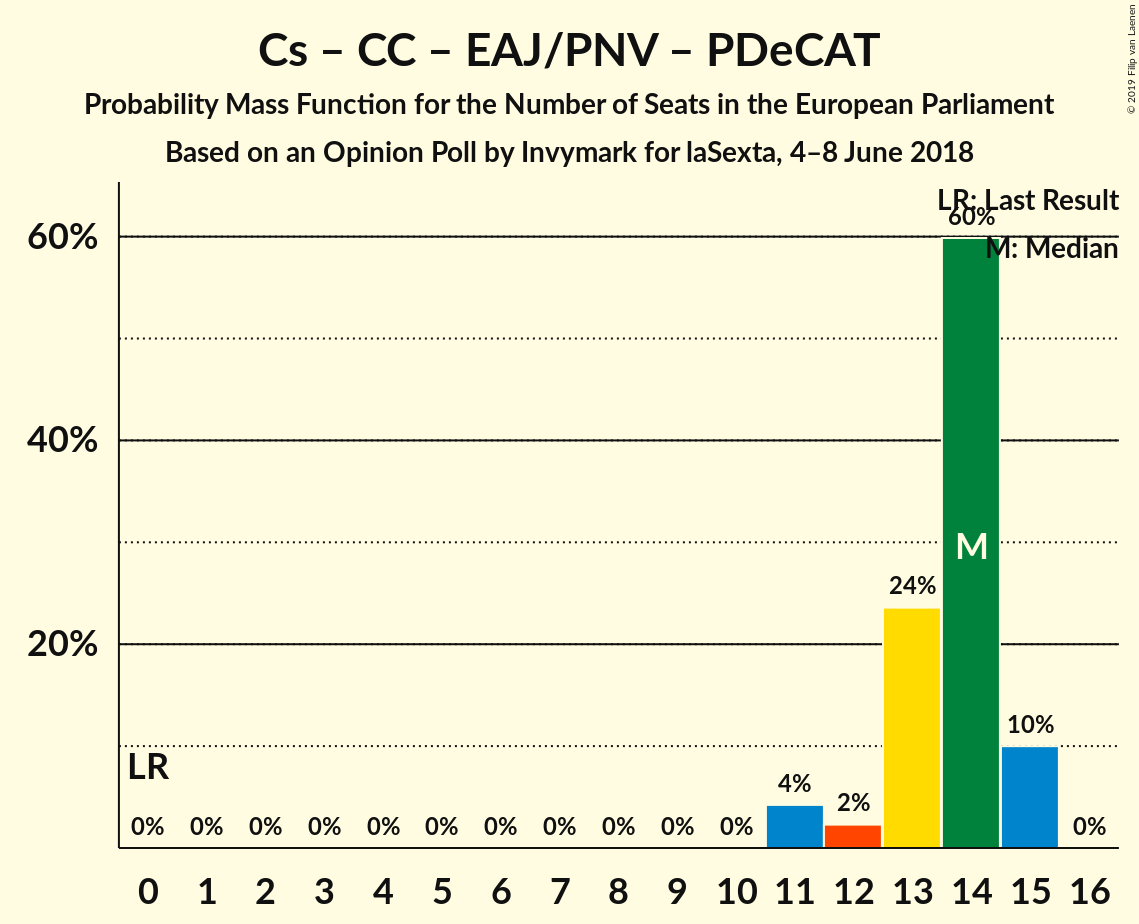 Cs – CC – EAJ/PNV – PDeCAT
Probability Mass Function for the Number of Seats in the European Parliament
Based on an Opinion Poll by Invymark for laSexta, 4–8 June 2018
© 2019 Filip van Laenen
LR: Last Result
M: Median
60%
40%
20%
LR
M
0% 0% 0% 0% 0% 0% 0% 0% 0% 0% 0% 4% 2% 24% 60% 10% 0%
0 1 2 3 4 5 6 7 8 9 10 11 12 13 14 15 16